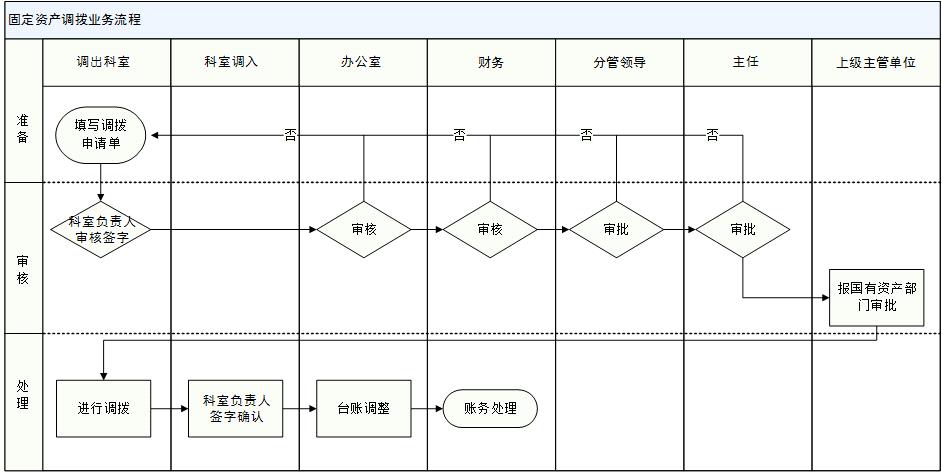 固定资产调拨业务流程
调出科室
科室调入
办公室
财务
分管领导
主任
上级主管单位
准
备
填写调拨
申请单
否
否
否
否
审
核
科室负责人
审核签字
审核
审核
审批
审批
报国有资产部
门审批
处
理
进行调拨
科室负责人
签字确认
台账调整
账务处理